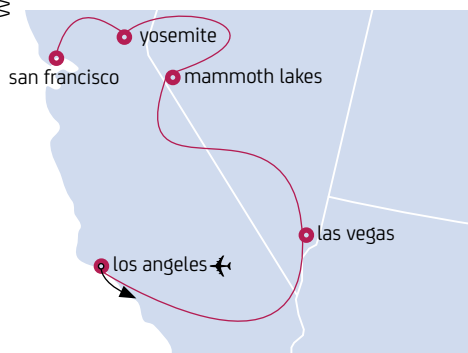 yosemite
san francisco
mammoth lakes
las vegas
los angeles